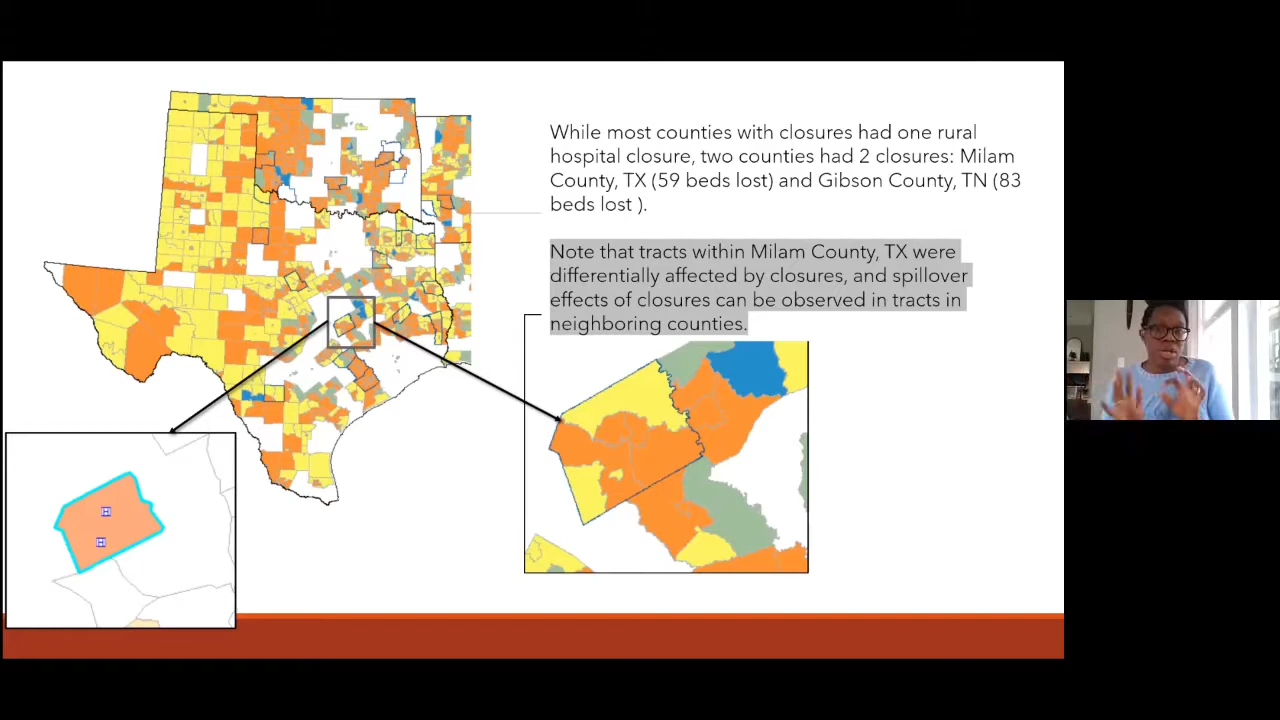 While most counties with closures had one rural
hospital closure, two counties had 2 closures: Milam
County, TX (59 beds lost) and Gibson County, TN (83
beds lost ).
Note that tracts within Milam County, TX were
differentially affected by closures, and spillover
effects of closures can be observed in tracts in
neighboring counties.
H
H